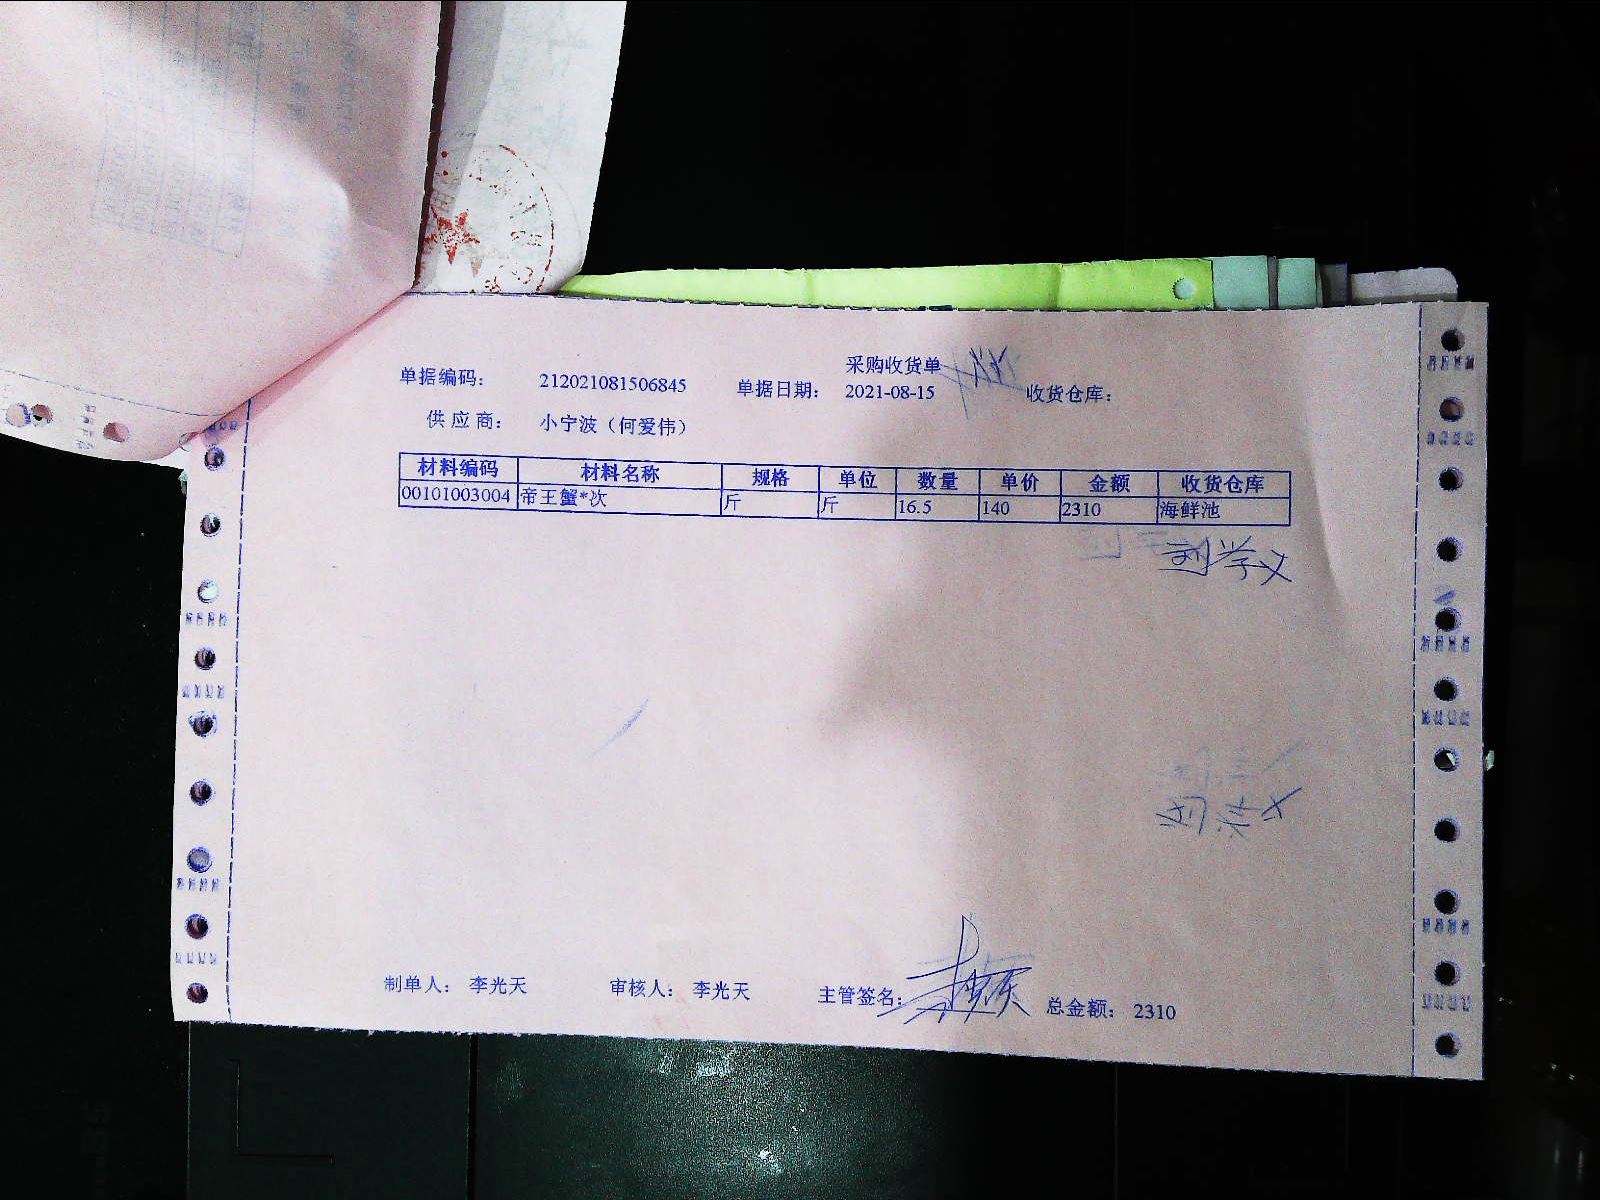 采购收货单
单据编码： 212021081506845 单据日期： 2021-08-15 收货仓库：
供应商： 小宁波（何爱伟）
材料编码 材料名称 规格 单位 数量 单价 金额 收货仓库
00101003004 帝王蟹*次 斤 斤 16.5 140 2310 海鲜池
刘学义
制单人： 李光天 审核人： 李光天 主管签名： 总金额： 2310